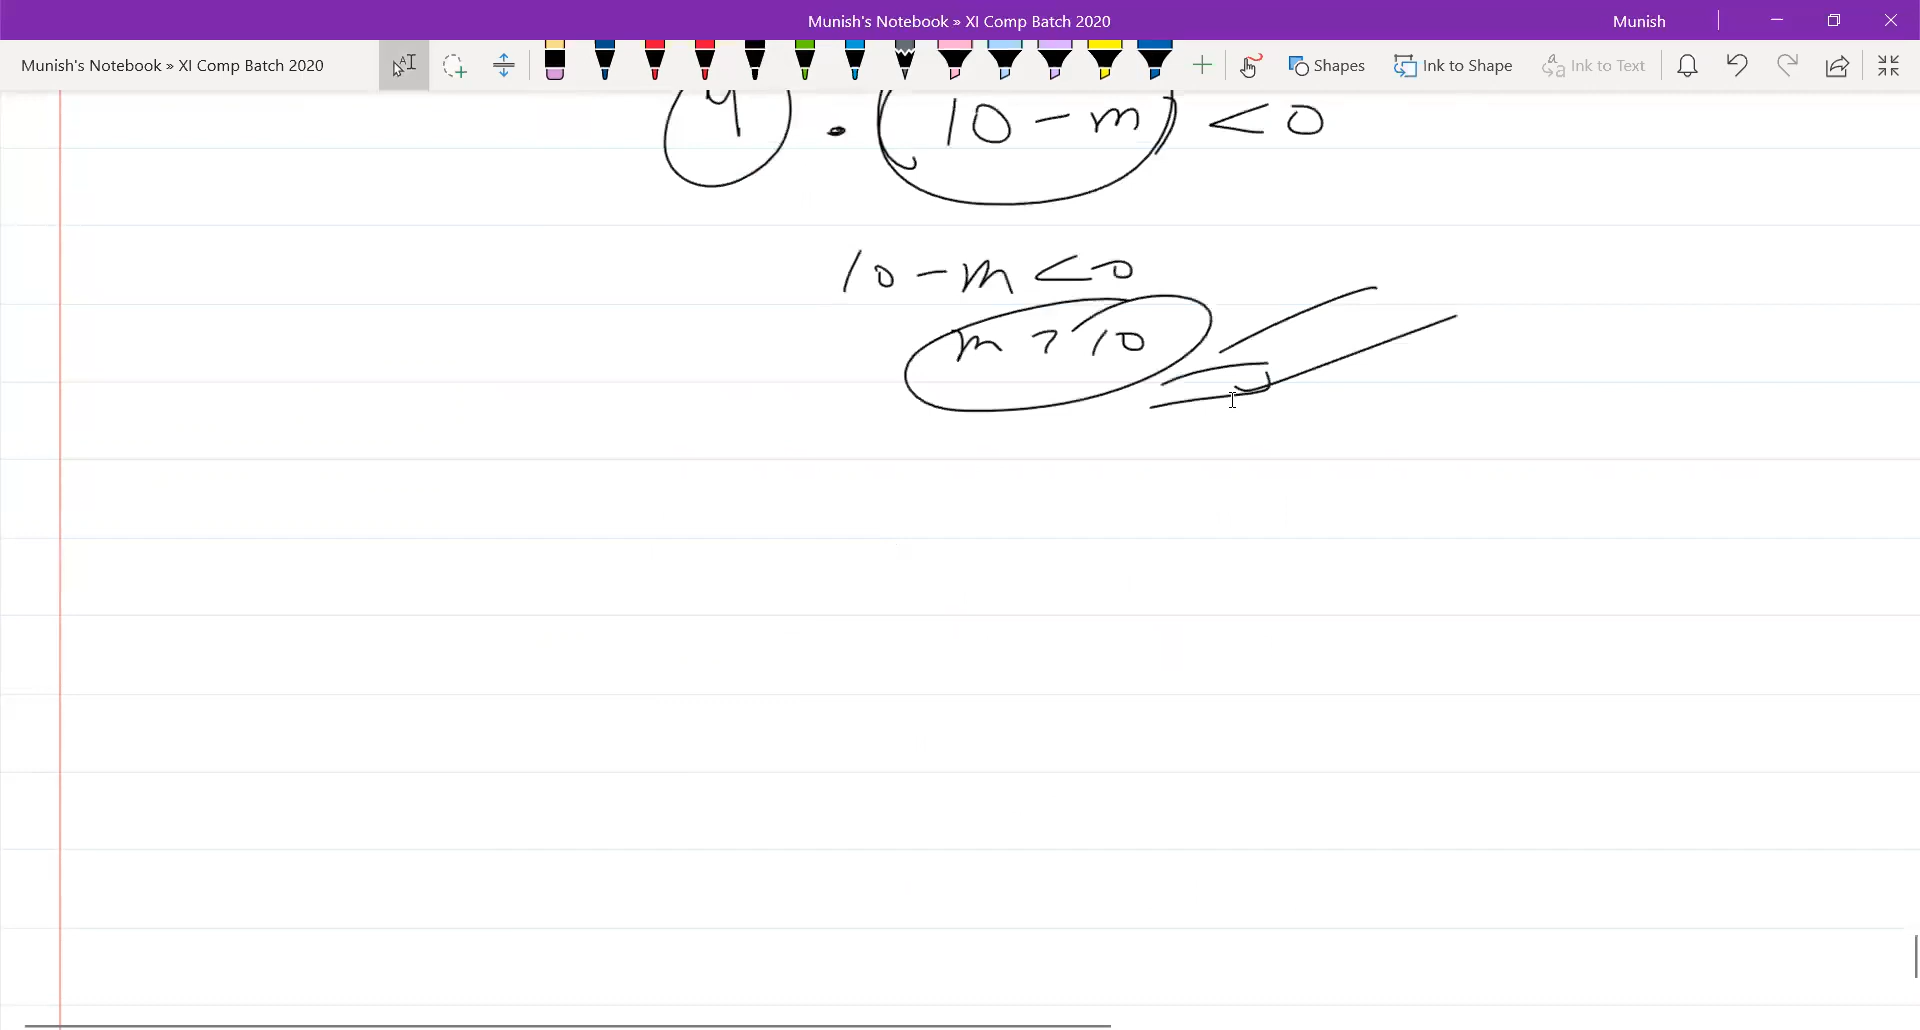 Munish's Notebook » XI Comp Batch 2020
Munish
Munish's Notebook » XI Comp Batch 2020
Shapes
Ink to Shape
Ink to Text
4 . (10 - m) < 0
10 - m < 0
m > 10